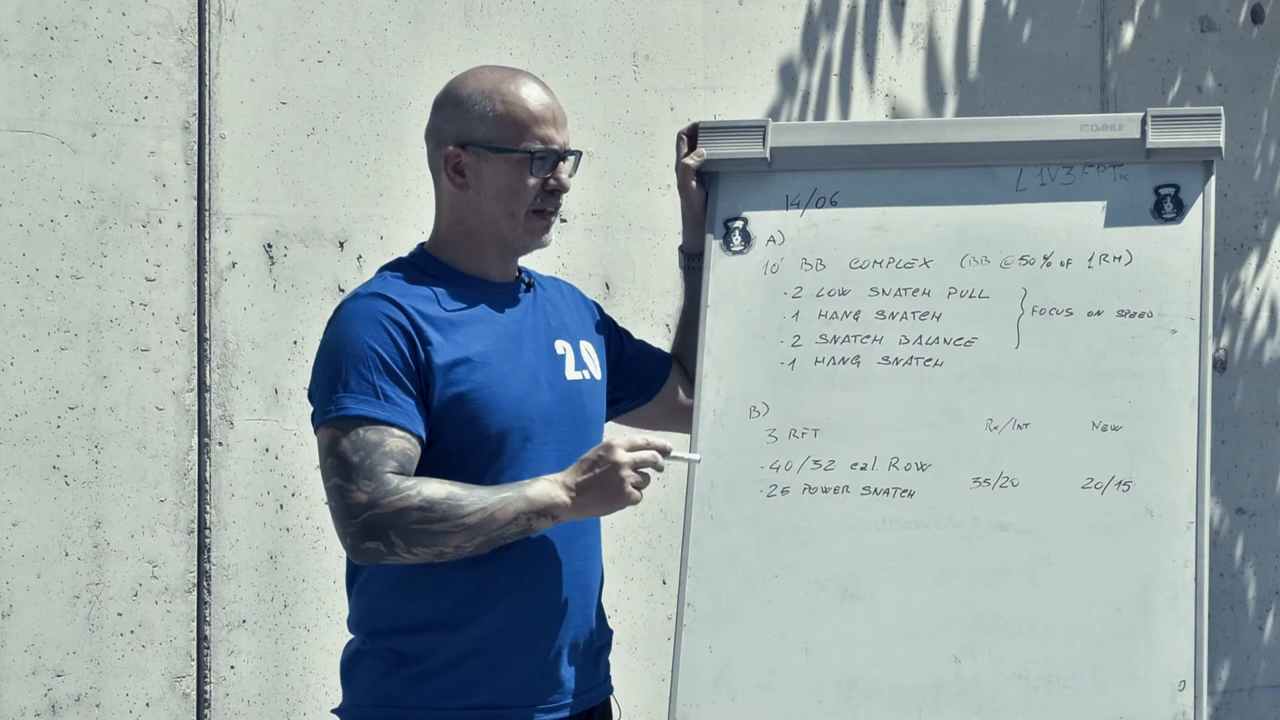 DAHLE
14/06
A)
10' BB COMPLEX (BB @50% OF 1RM)
-2 LOW SNATCH PULL
-1 HANG SNATCH
-2 SNATCH BALANCE
-1 HANG SNATCH
} FOCUS ON SPEED
2.0
B)
3 RFT Rx/INT NEW
-40/32 cal. ROW
-25 POWER SNATCH 35/20 20/15